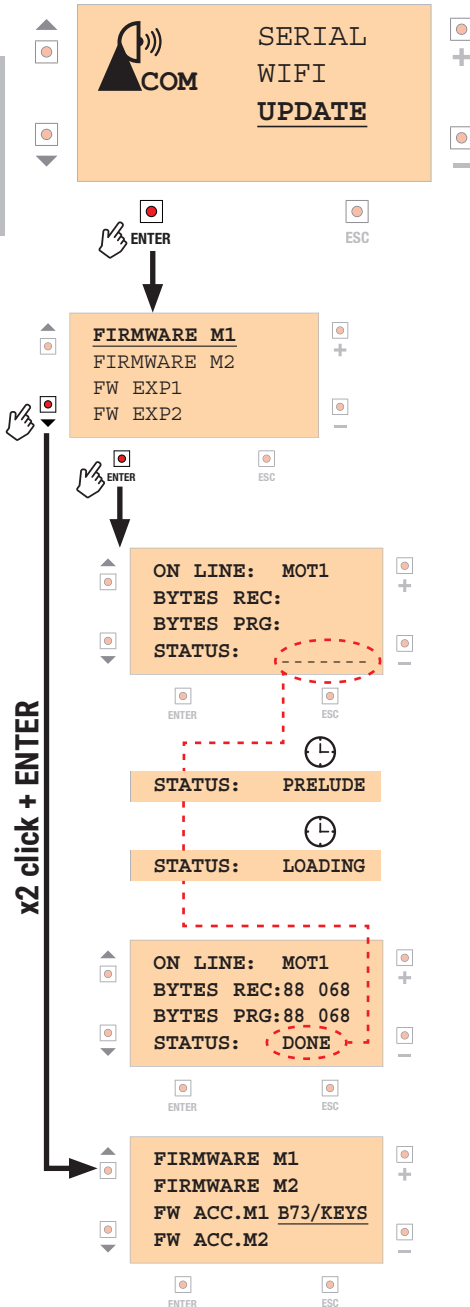 COM
SERIAL
WIFI
UPDATE
+
−
ENTER
ESC
FIRMWARE M1
FIRMWARE M2
FW EXP1
FW EXP2
+
−
ENTER
ESC
ON LINE: MOT1
BYTES REC:
BYTES PRG:
STATUS: ------
+
−
ENTER
ESC
STATUS: PRELUDE
STATUS: LOADING
x2 click + ENTER
ON LINE: MOT1
BYTES REC:88 068
BYTES PRG:88 068
STATUS: DONE
+
−
ENTER
ESC
FIRMWARE M1
FIRMWARE M2
FW ACC.M1 B73/KEYS
FW ACC.M2
+
−
ENTER
ESC